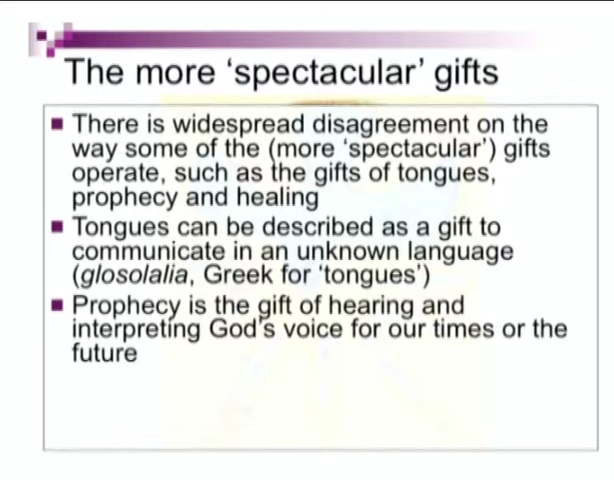 The more ‘spectacular’ gifts
There is widespread disagreement on the
way some of the (more ‘spectacular’) gifts
operate, such as the gifts of tongues,
prophecy and healing
Tongues can be described as a gift to
communicate in an unknown language
(glosolalia, Greek for ‘tongues’)
Prophecy is the gift of hearing and
interpreting God’s voice for our times or the
future